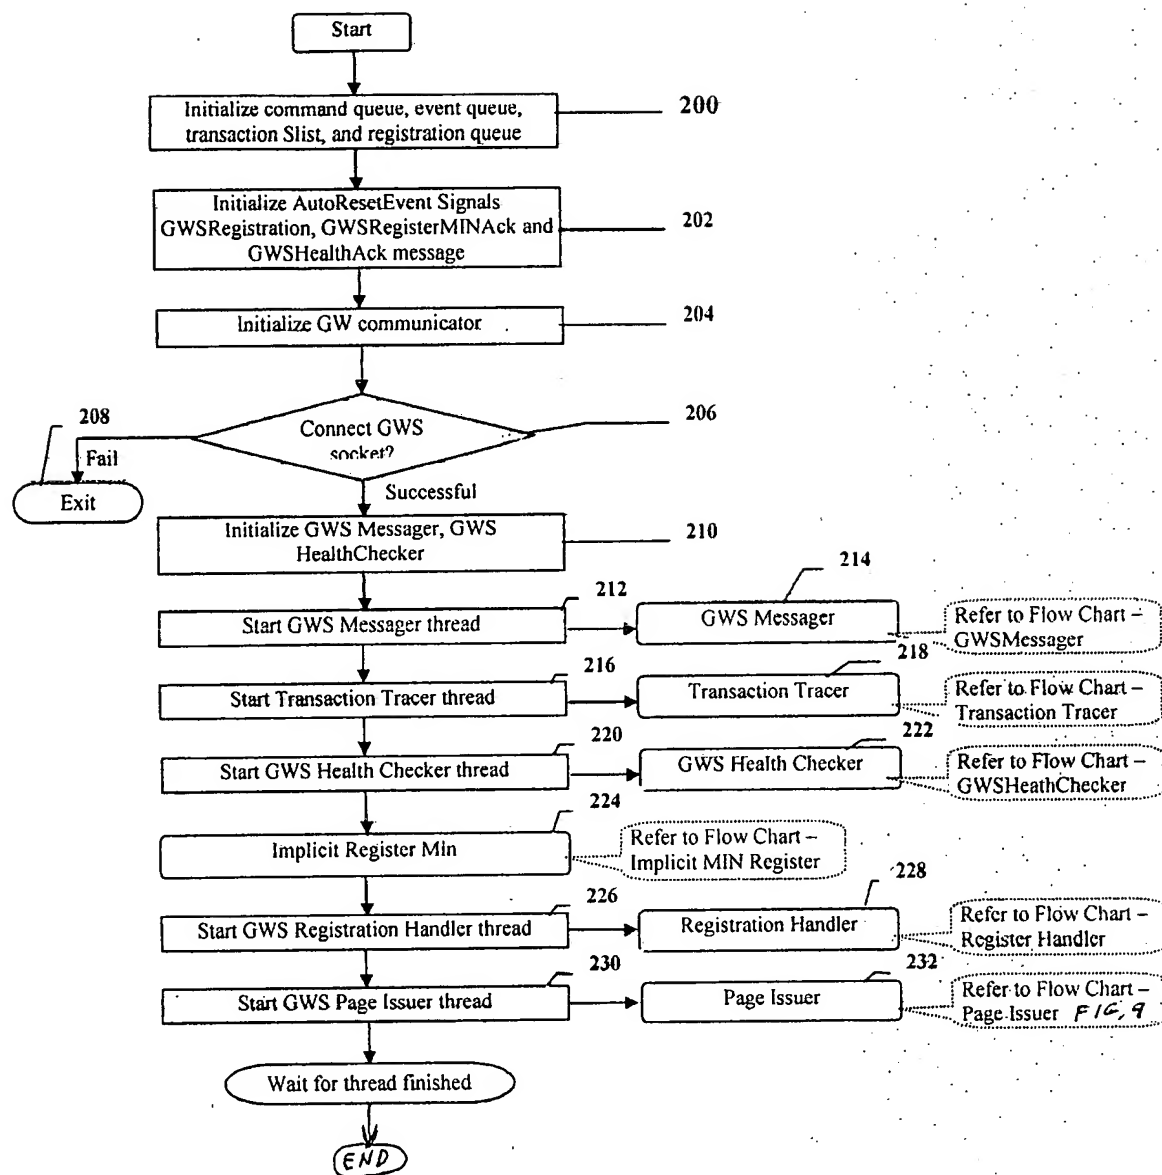 Start
Initialize command queue, event queue,
transaction Slist, and registration queue
200
Initialize AutoResetEvent Signals
GWSRegistration, GWSRegisterMINAck and
GWSHealthAck message
202
Initialize GW communicator
204
Connect GWS
socket?
206
208
Fail
Exit
Successful
Initialize GWS Messager, GWS
HealthChecker
210
212
Start GWS Messager thread
214
GWS Messager
Refer to Flow Chart –
GWSMessager
216
Start Transaction Tracer thread
218
Transaction Tracer
Refer to Flow Chart –
Transaction Tracer
220
Start GWS Health Checker thread
222
GWS Health Checker
Refer to Flow Chart –
GWSHeathChecker
224
Implicit Register Min
Refer to Flow Chart –
Implicit MIN Register
226
Start GWS Registration Handler thread
228
Registration Handler
Refer to Flow Chart –
Register Handler
230
Start GWS Page Issuer thread
232
Page Issuer
Refer to Flow Chart –
Page Issuer FIG, 9
Wait for thread finished
END